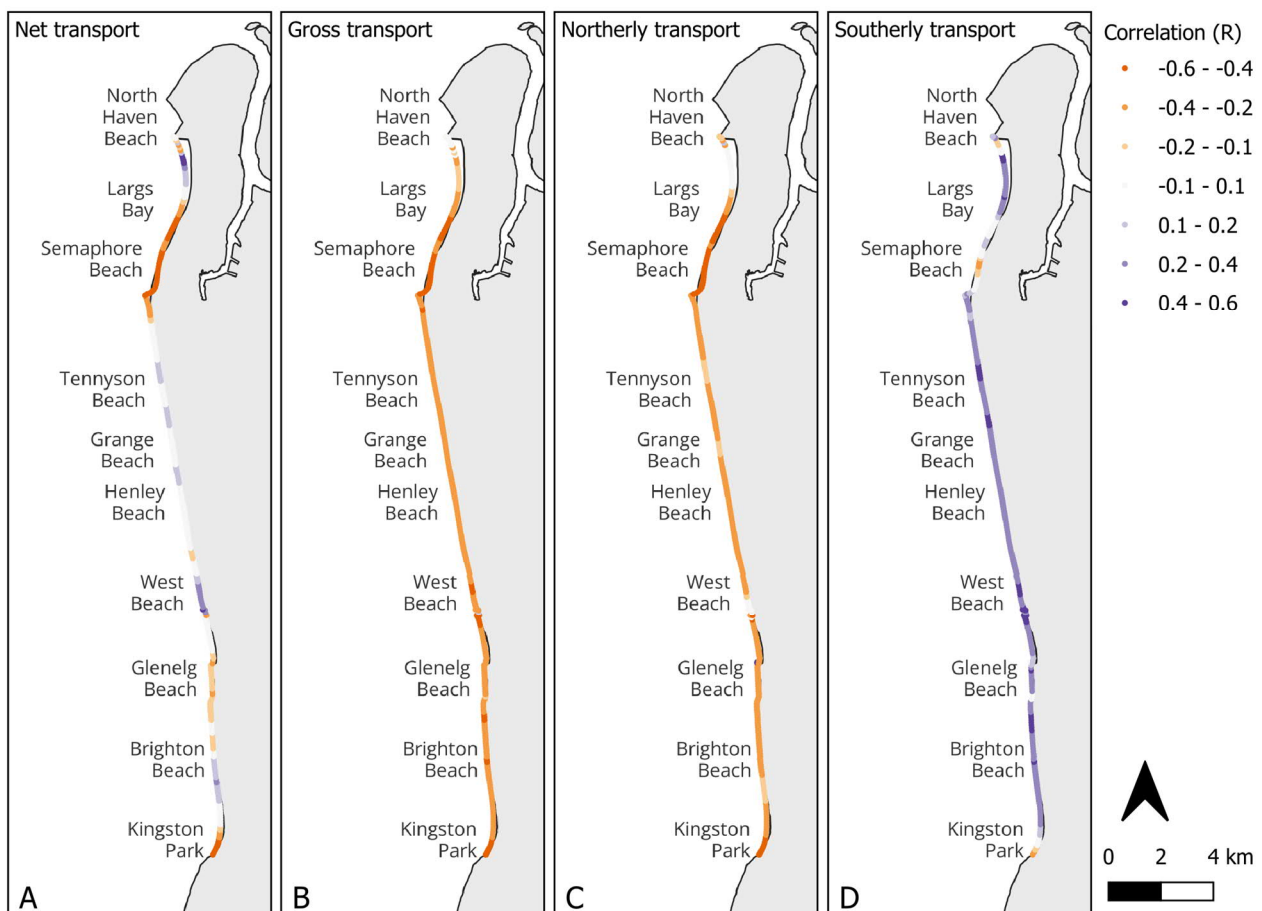 Net transport
North
Haven
Beach
Largs
Bay
Semaphore
Beach
Tennyson
Beach
Grange
Beach
Henley
Beach
West
Beach
Glenelg
Beach
Brighton
Beach
Kingston
Park
A
Gross transport
North
Haven
Beach
Largs
Bay
Semaphore
Beach
Tennyson
Beach
Grange
Beach
Henley
Beach
West
Beach
Glenelg
Beach
Brighton
Beach
Kingston
Park
B
Northerly transport
North
Haven
Beach
Largs
Bay
Semaphore
Beach
Tennyson
Beach
Grange
Beach
Henley
Beach
West
Beach
Glenelg
Beach
Brighton
Beach
Kingston
Park
C
Southerly transport
North
Haven
Beach
Largs
Bay
Semaphore
Beach
Tennyson
Beach
Grange
Beach
Henley
Beach
West
Beach
Glenelg
Beach
Brighton
Beach
Kingston
Park
D
Correlation (R)
-0.6 - -0.4
-0.4 - -0.2
-0.2 - -0.1
-0.1 - 0.1
0.1 - 0.2
0.2 - 0.4
0.4 - 0.6
0 2 4 km